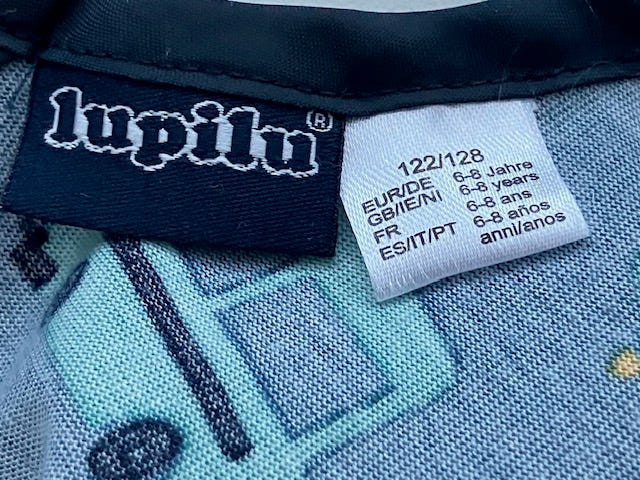 lupilu®
122/128
EUR/DE 6-8 Jahre
GB/IE/NI 6-8 years
FR 6-8 ans
ES/IT/PT 6-8 años
anni/anos